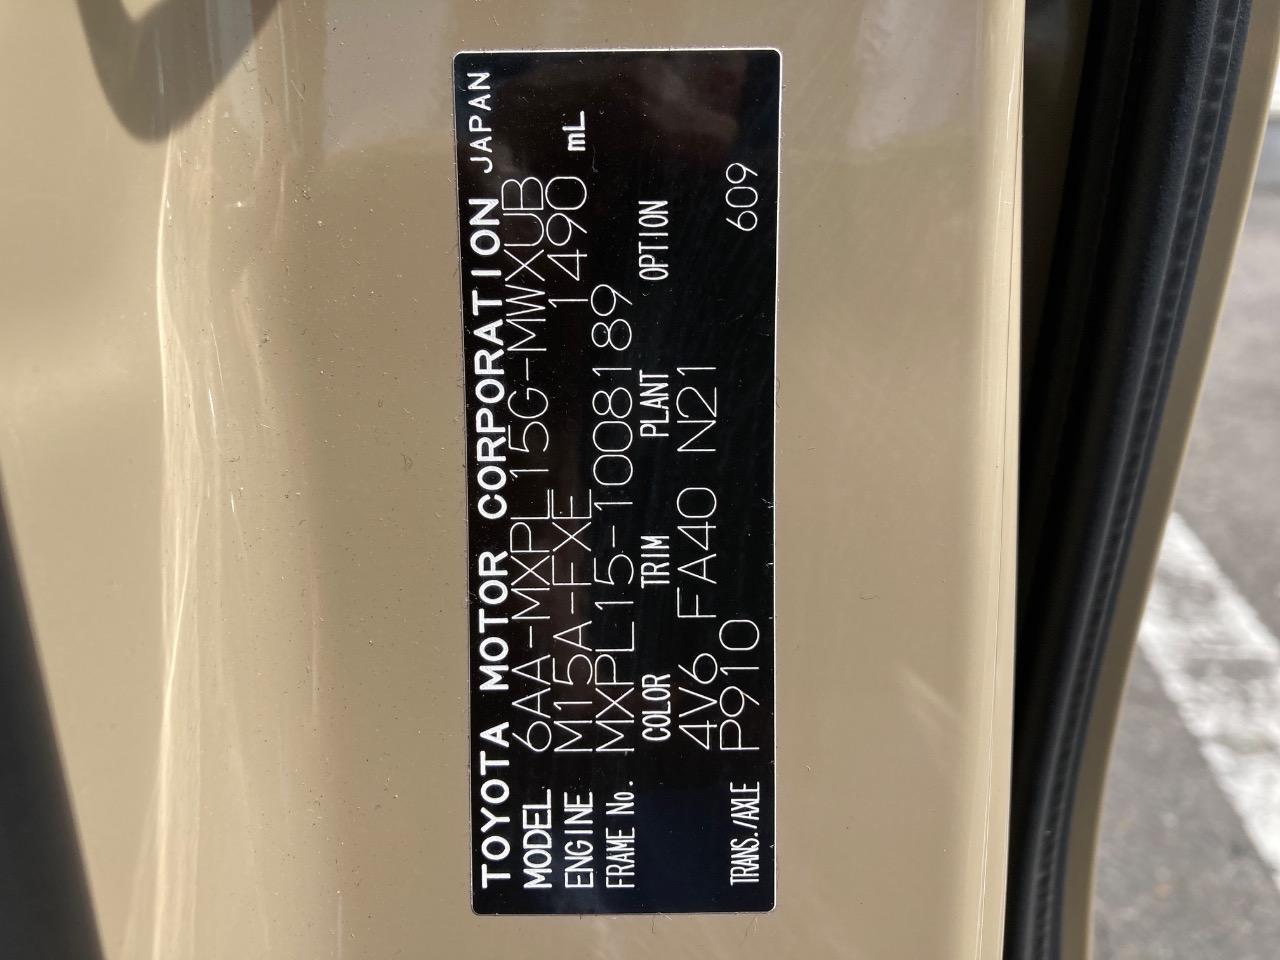 TOYOTA MOTOR CORPORATION JAPAN
MODEL 6AA-MXPL15G-MWXUB
ENGINE M15A-FXE 1490 mL
FRAME No. MXPL15-1008189
COLOR TRIM PLANT OPTION
4V6 FA40 N21
TRANS./AXLE P910 609